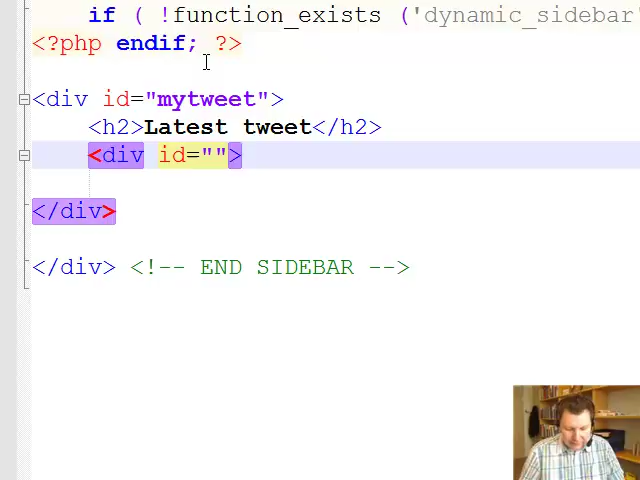 if ( !function_exists ('dynamic_sidebar'
<?php endif; ?>
<div id="mytweet">
<h2>Latest tweet</h2>
<div id="">
</div>
</div> <!-- END SIDEBAR -->